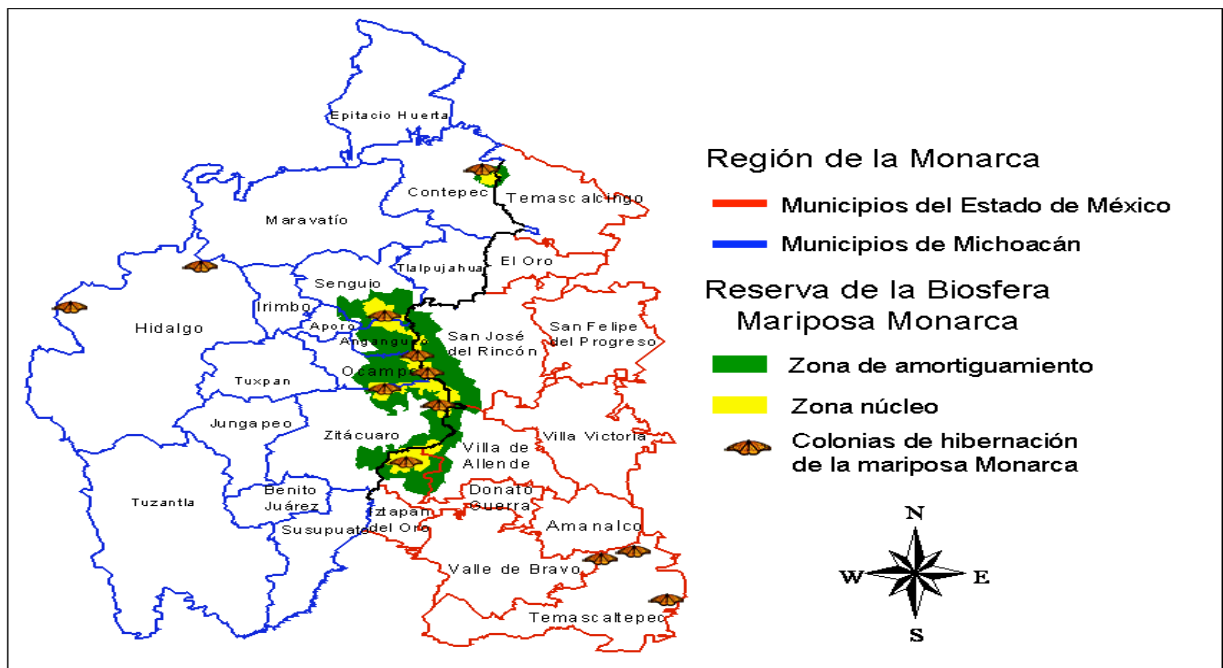 Epitacio Huerta
Contepec
Temascalcingo
Maravatío
El Oro
Tlalpujahua
Senguio
Irimbo
Hidalgo
Aporo
Angangueo
San José
del Rincón
San Felipe
del Progreso
Ocampo
Tuxpan
Jungapeo
Zitácuaro
Villa de
Allende
Villa Victoria
Tuzantla
Benito
Juárez
Donato
Guerra
Susupuato
Iztapan
del Oro
Amanalco
Valle de Bravo
Temascaltepec
Región de la Monarca
Municipios del Estado de México
Municipios de Michoacán
Reserva de la Biosfera
Mariposa Monarca
Zona de amortiguamiento
Zona núcleo
Colonias de hibernación
de la mariposa Monarca
N
W
E
S